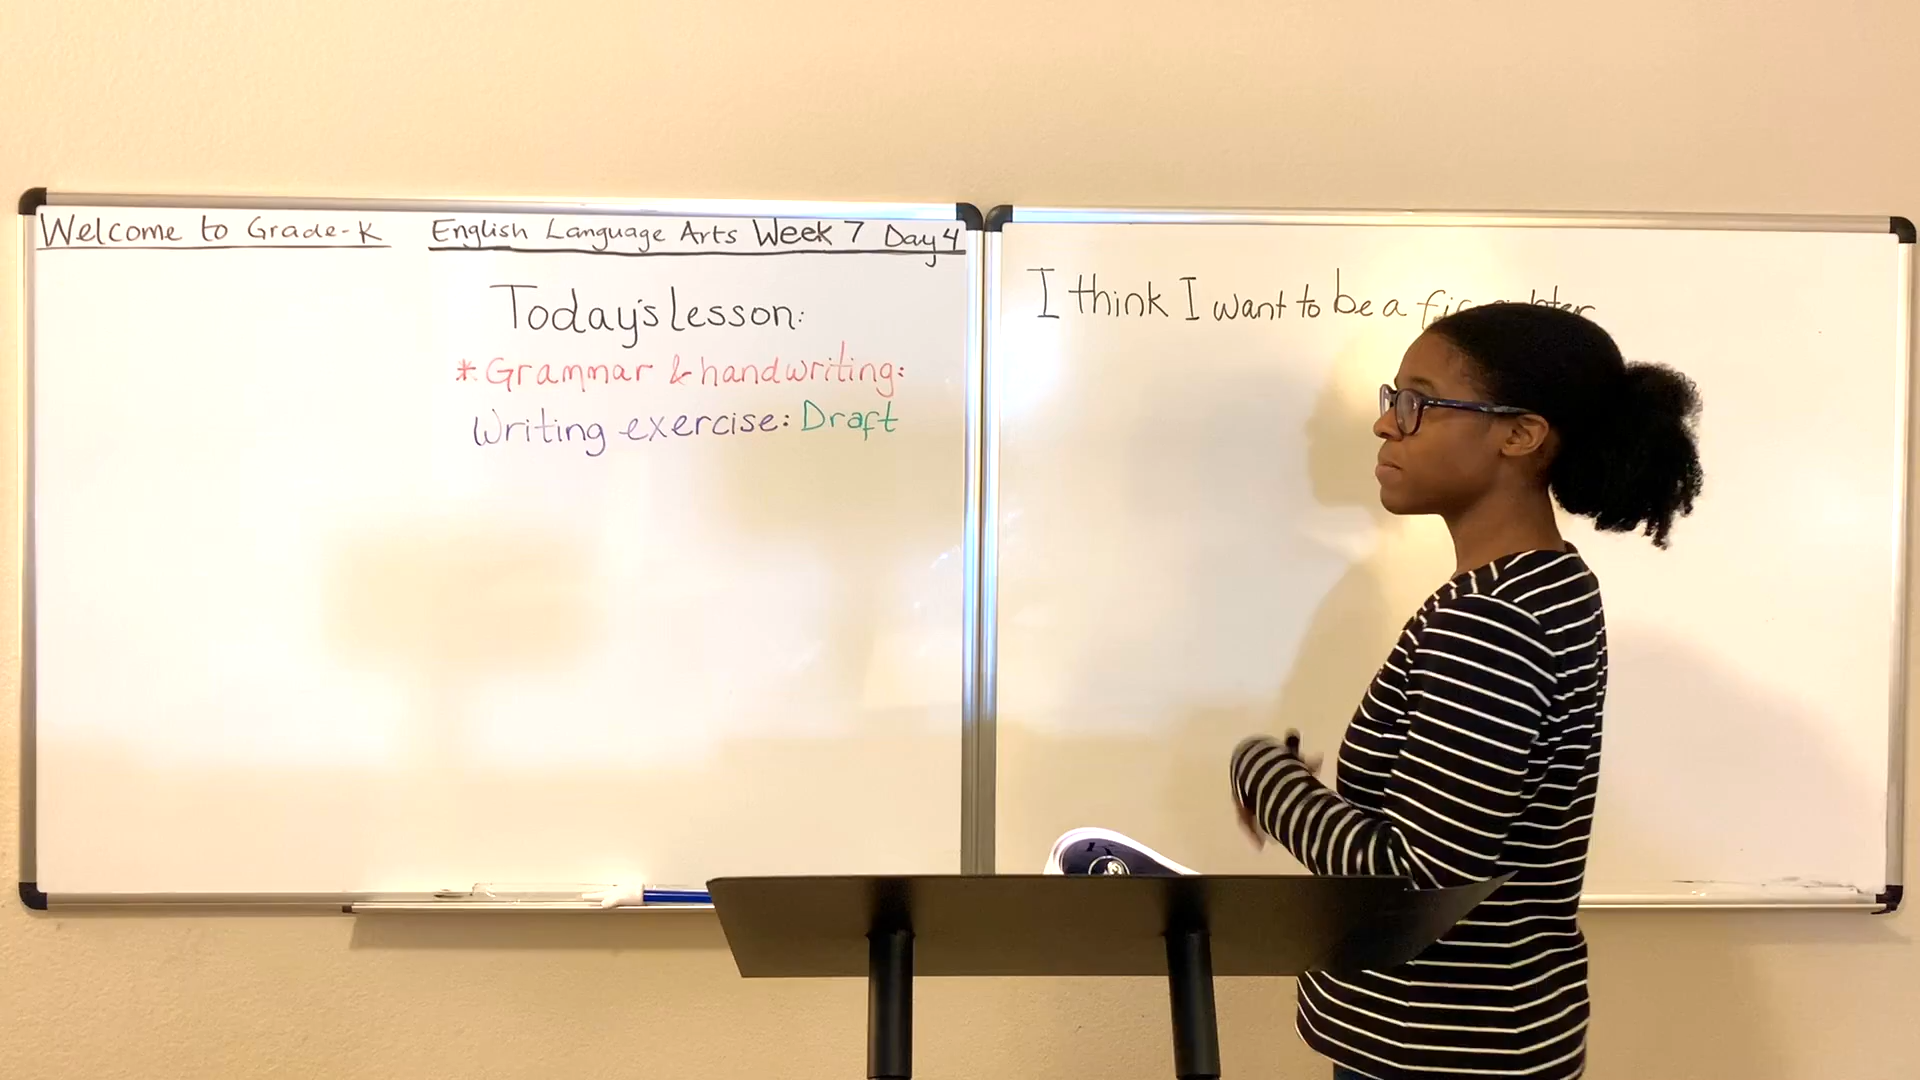 Welcome to Grade-K English Language Arts Week 7 Day 4
Today's lesson:
* Grammar & handwriting:
Writing exercise: Draft
I think I want to be a